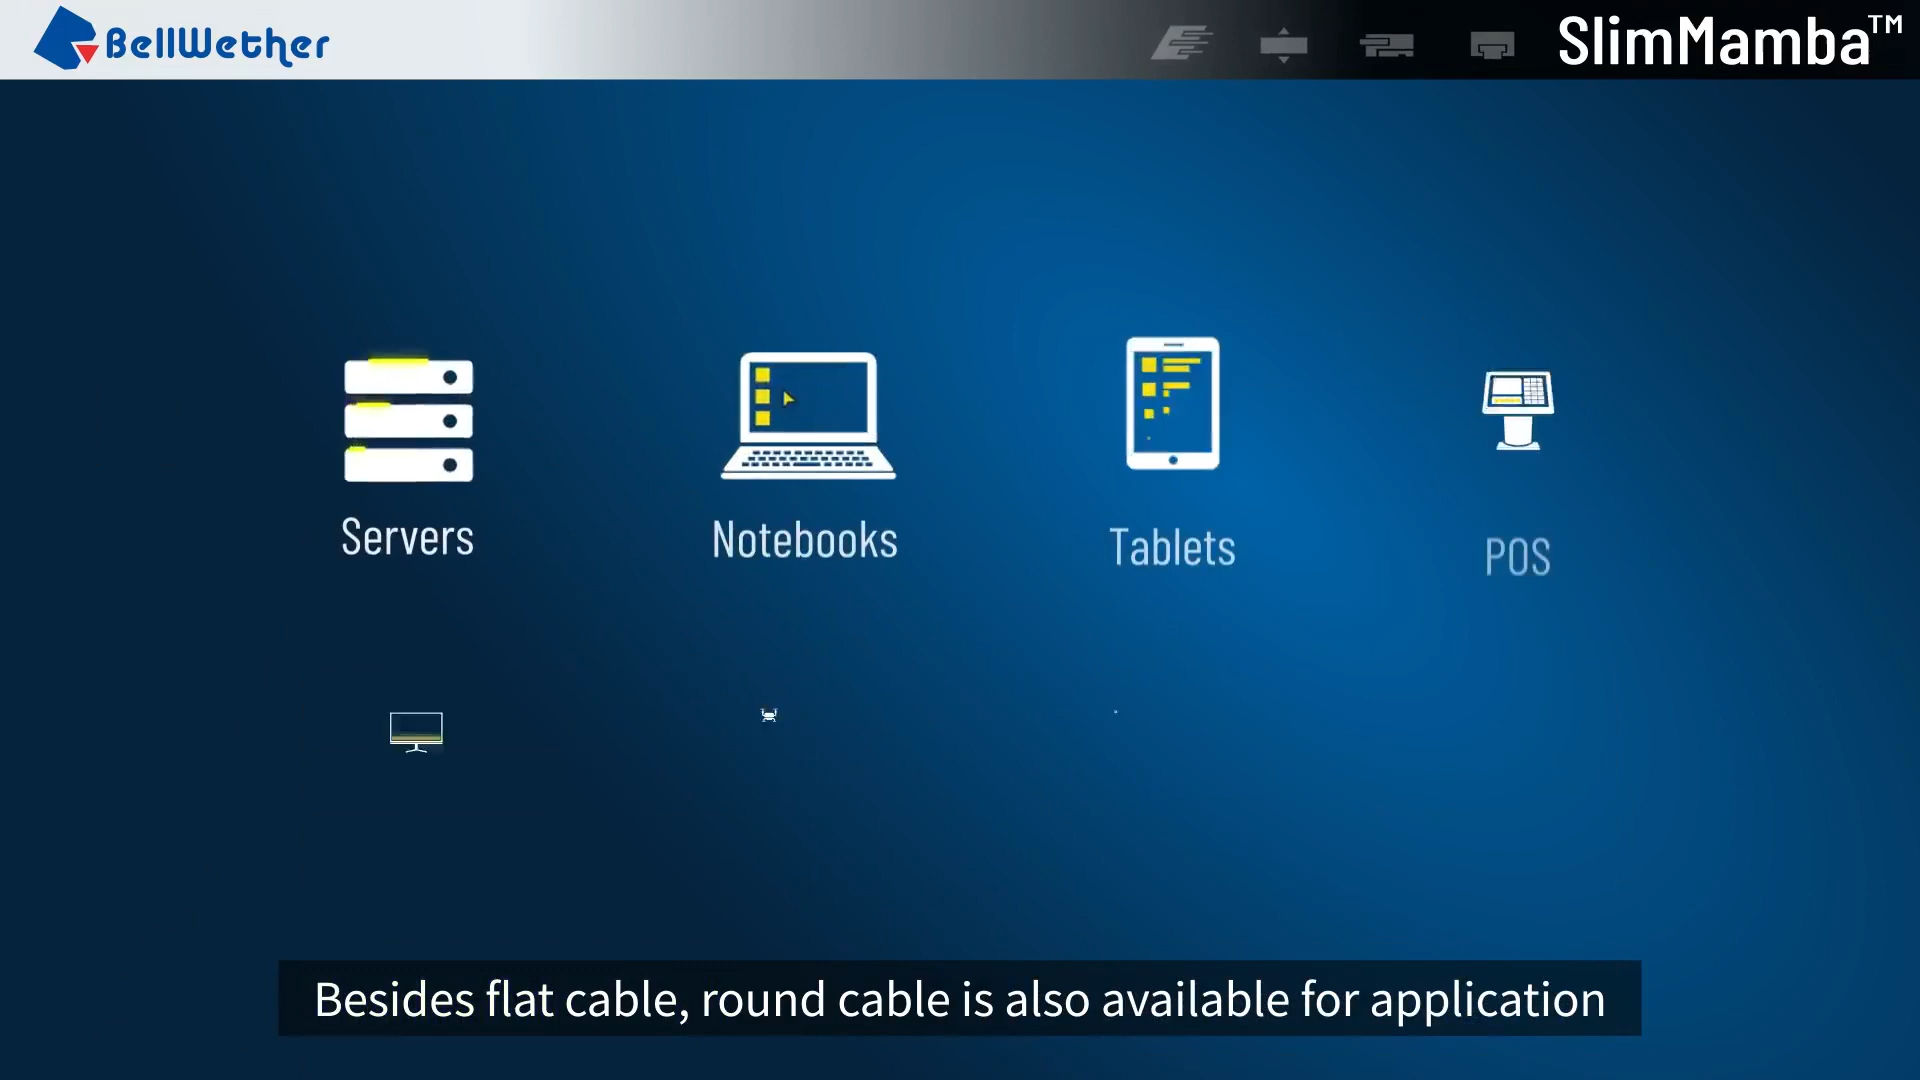 BellWether
SlimMamba™
Servers
Notebooks
Tablets
POS
Besides flat cable, round cable is also available for application